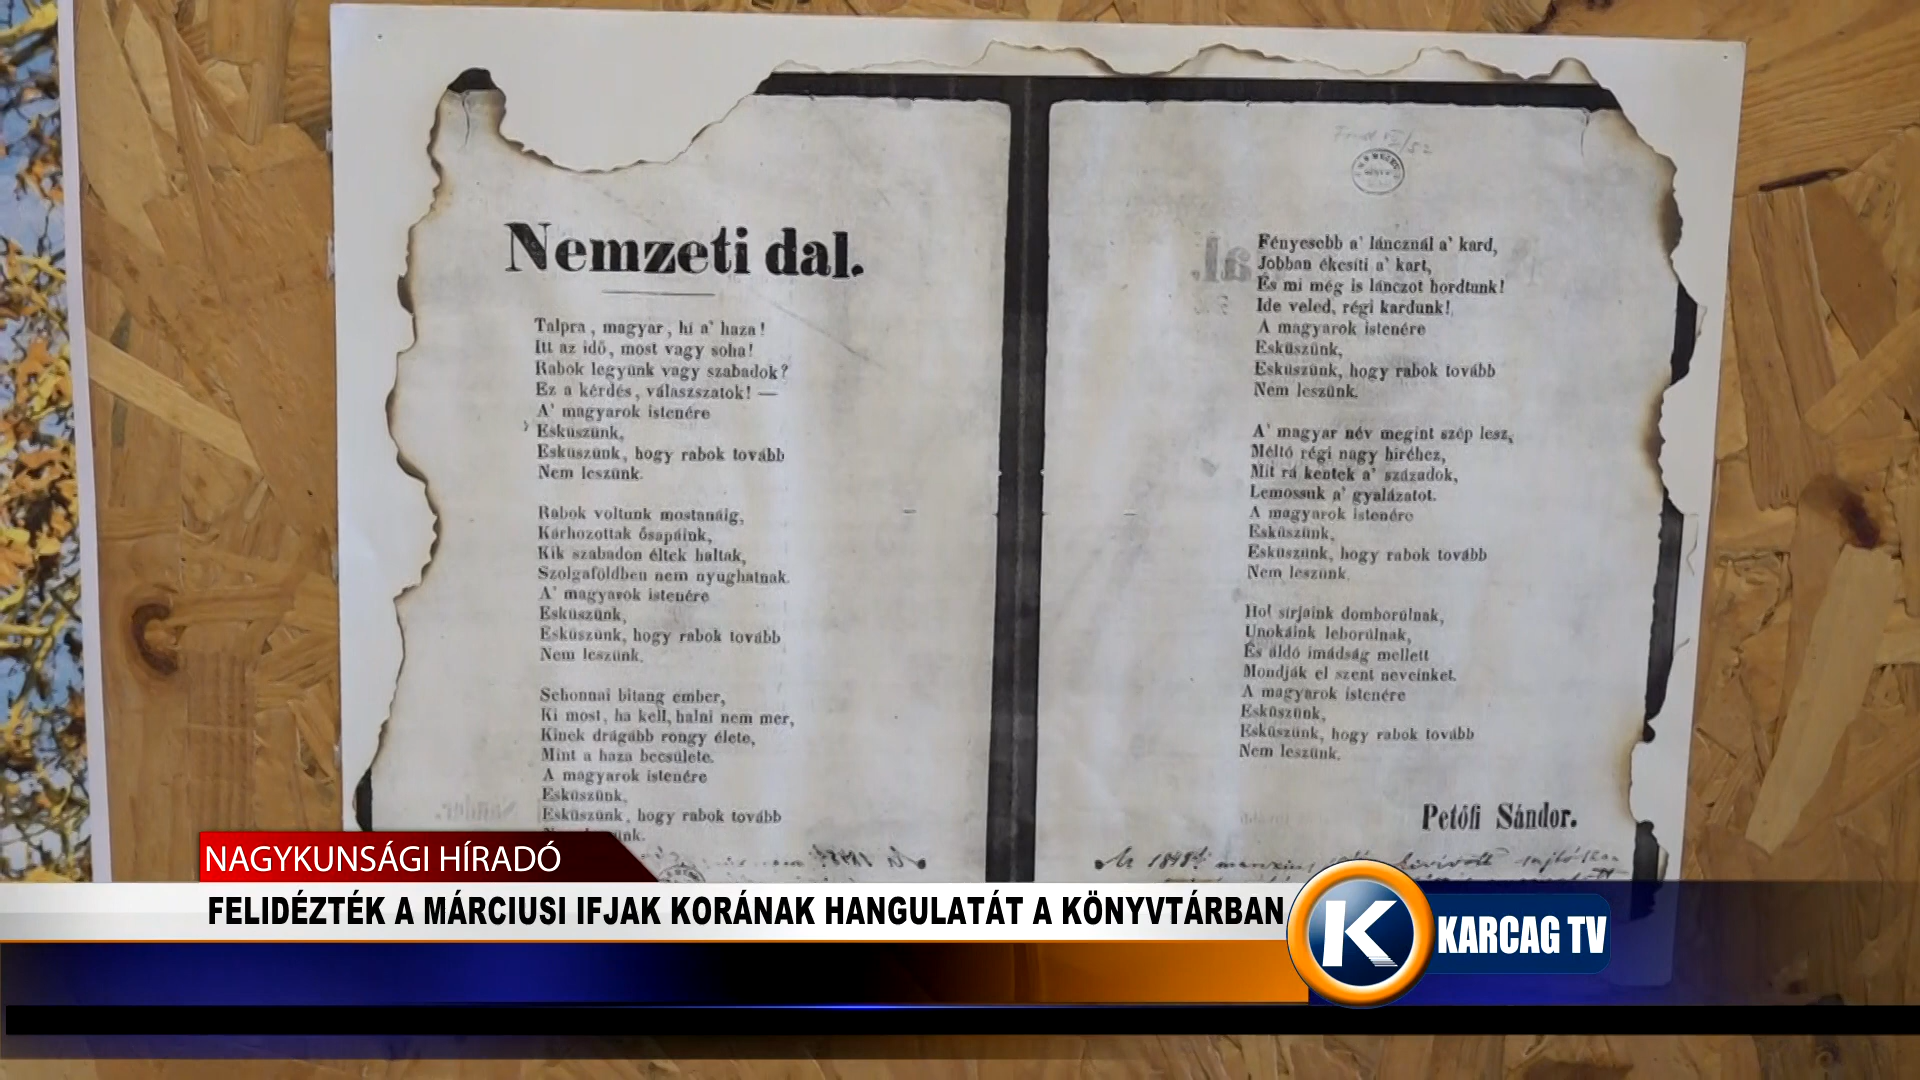 Nemzeti dal.
Talpra, magyar, hí a' haza!
Itt az idő, most vagy soha!
Rabok legyünk vagy szabadok?
Ez a kérdés, válaszszatok! —
A' magyarok istenére
Esküszünk,
Esküszünk, hogy rabok tovább
Nem leszünk.
Rabok voltunk mostanáig,
Kárhozottak ősapáink,
Kik szabadon éltek haltak,
Szolgaföldben nem nyughatnak.
A' magyarok istenére
Esküszünk,
Esküszünk, hogy rabok tovább
Nem leszünk.
Sehonnai bitang ember,
Ki most, ha kell, halni nem mer,
Kinek drágább rongy élete,
Mint a haza becsülete.
A magyarok istenére
Esküszünk,
Esküszünk, hogy rabok tovább
Fényesebb a' láncznál a' kard,
Jobban ékesíti a' kart,
És mi még is lánczot hordtunk!
Ide veled, régi kardunk!
A magyarok istenére
Esküszünk,
Esküszünk, hogy rabok tovább
Nem leszünk.
A' magyar név megint szép lesz,
Méltó régi nagy hiréhez,
Mit rá kentek a' századok,
Lemossuk a' gyalázatot.
A magyarok istenére
Esküszünk,
Esküszünk, hogy rabok tovább
Nem leszünk.
Hol sírjaink domborúlnak,
Unokáink leborúlnak,
És áldó imádság mellett
Mondják el szent neveinket.
A magyarok istenére
Esküszünk,
Esküszünk, hogy rabok tovább
Nem leszünk.
Petőfi Sándor.
NAGYKUNSÁGI HÍRADÓ
FELIDÉZTÉK A MÁRCIUSI IFJAK KORÁNAK HANGULATÁT A KÖNYVTÁRBAN
K KARCAG TV